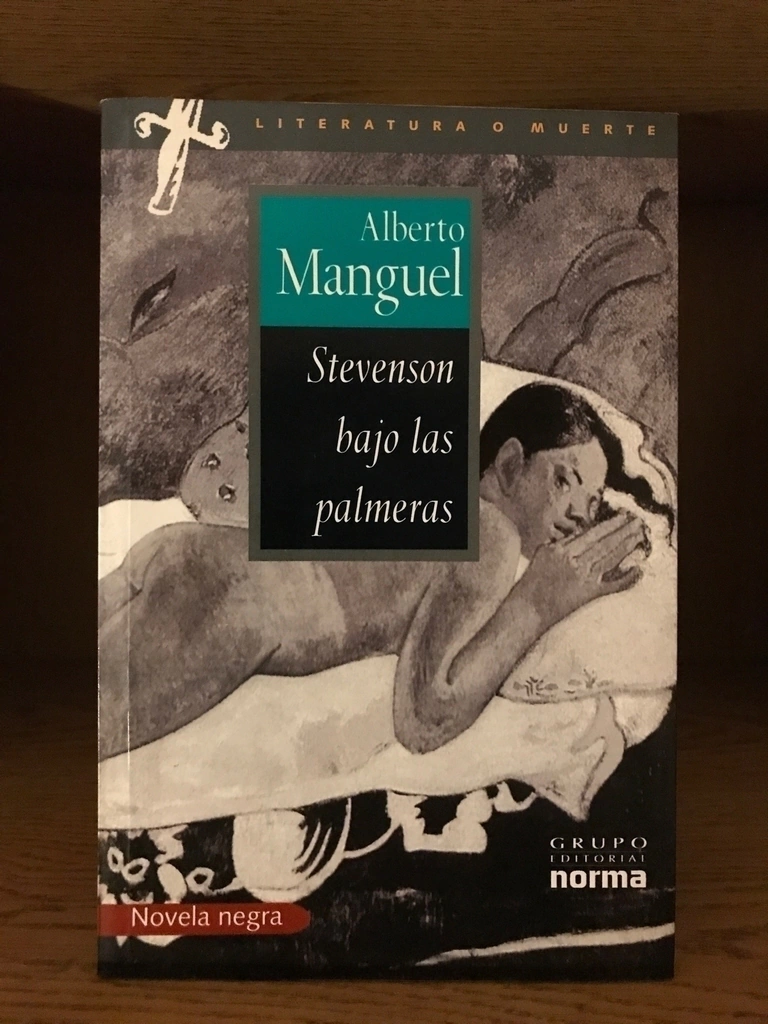 LITERATURA O MUERTE
Alberto
Manguel
Stevenson
bajo las
palmeras
GRUPO
EDITORIAL
norma
Novela negra